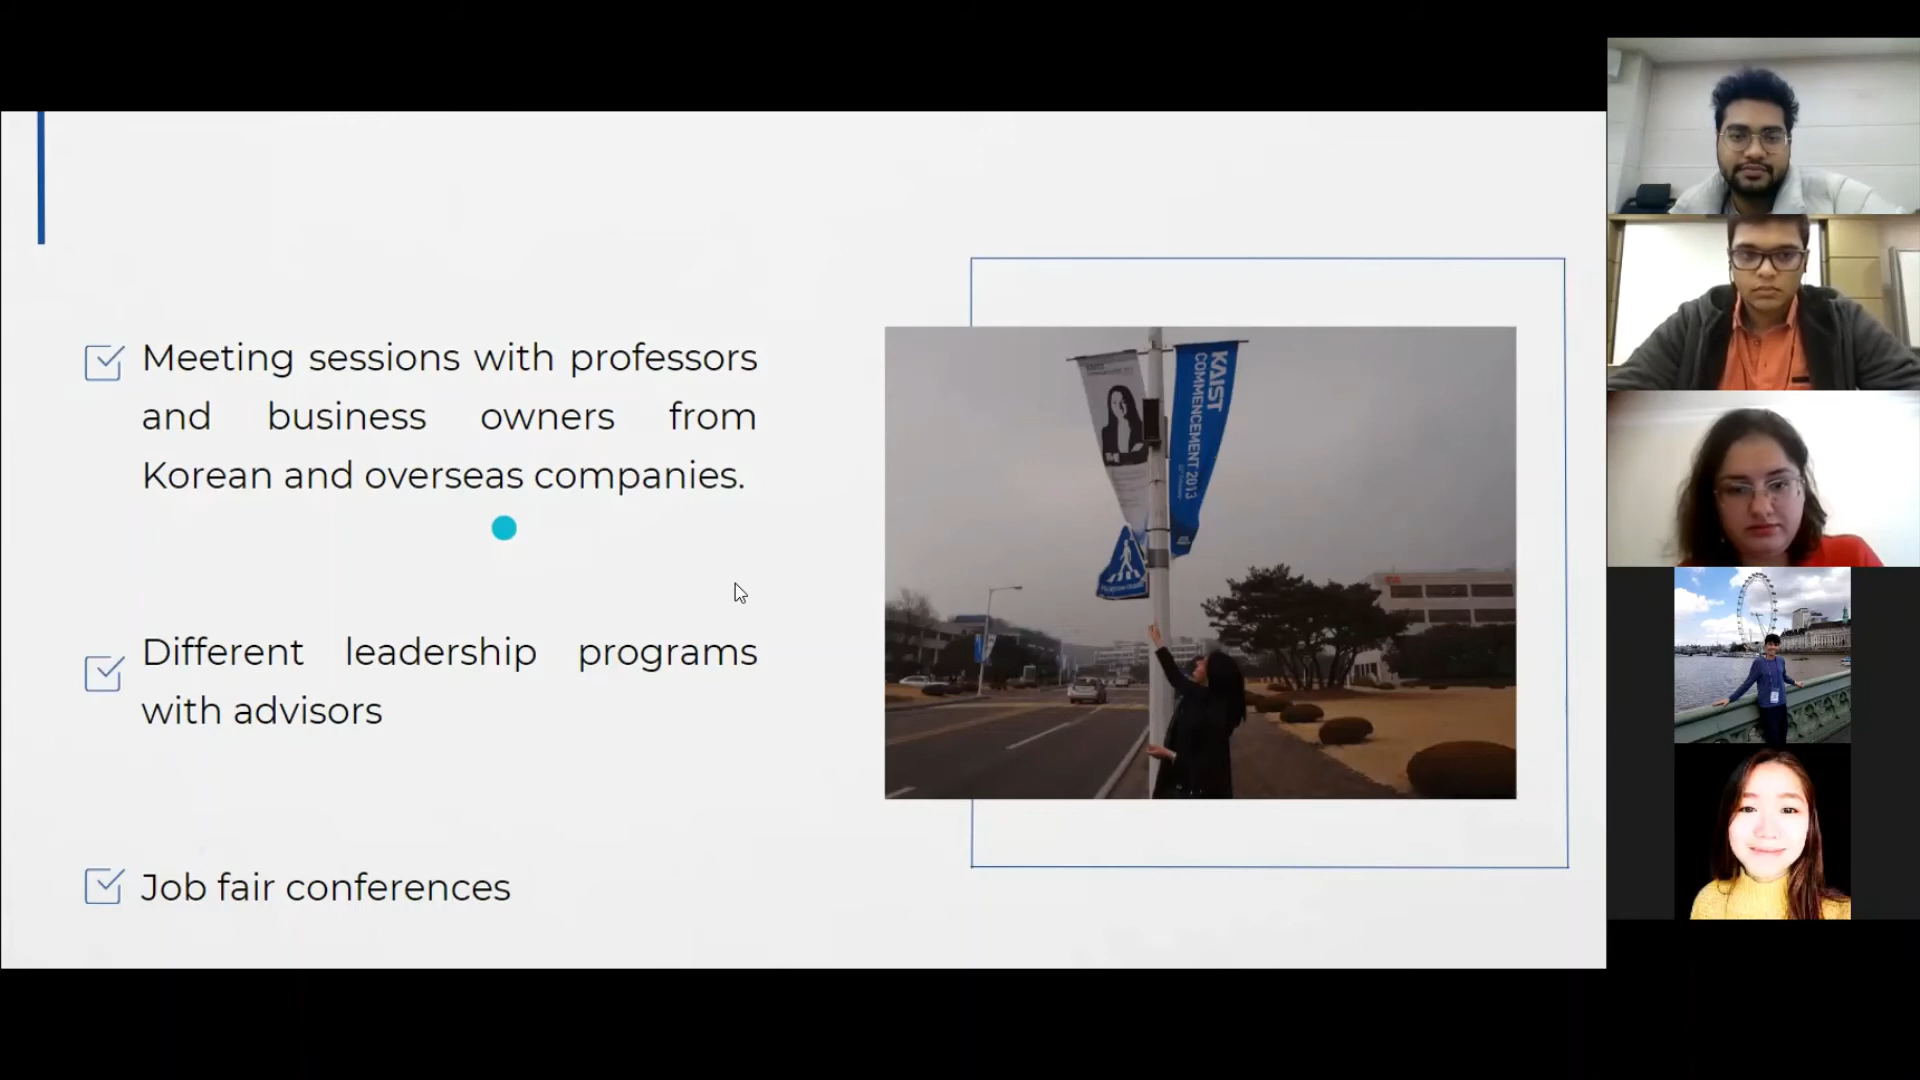 Meeting sessions with professors
and business owners from
Korean and overseas companies.
Different leadership programs
with advisors
Job fair conferences
KAIST
COMMENCEMENT 2013